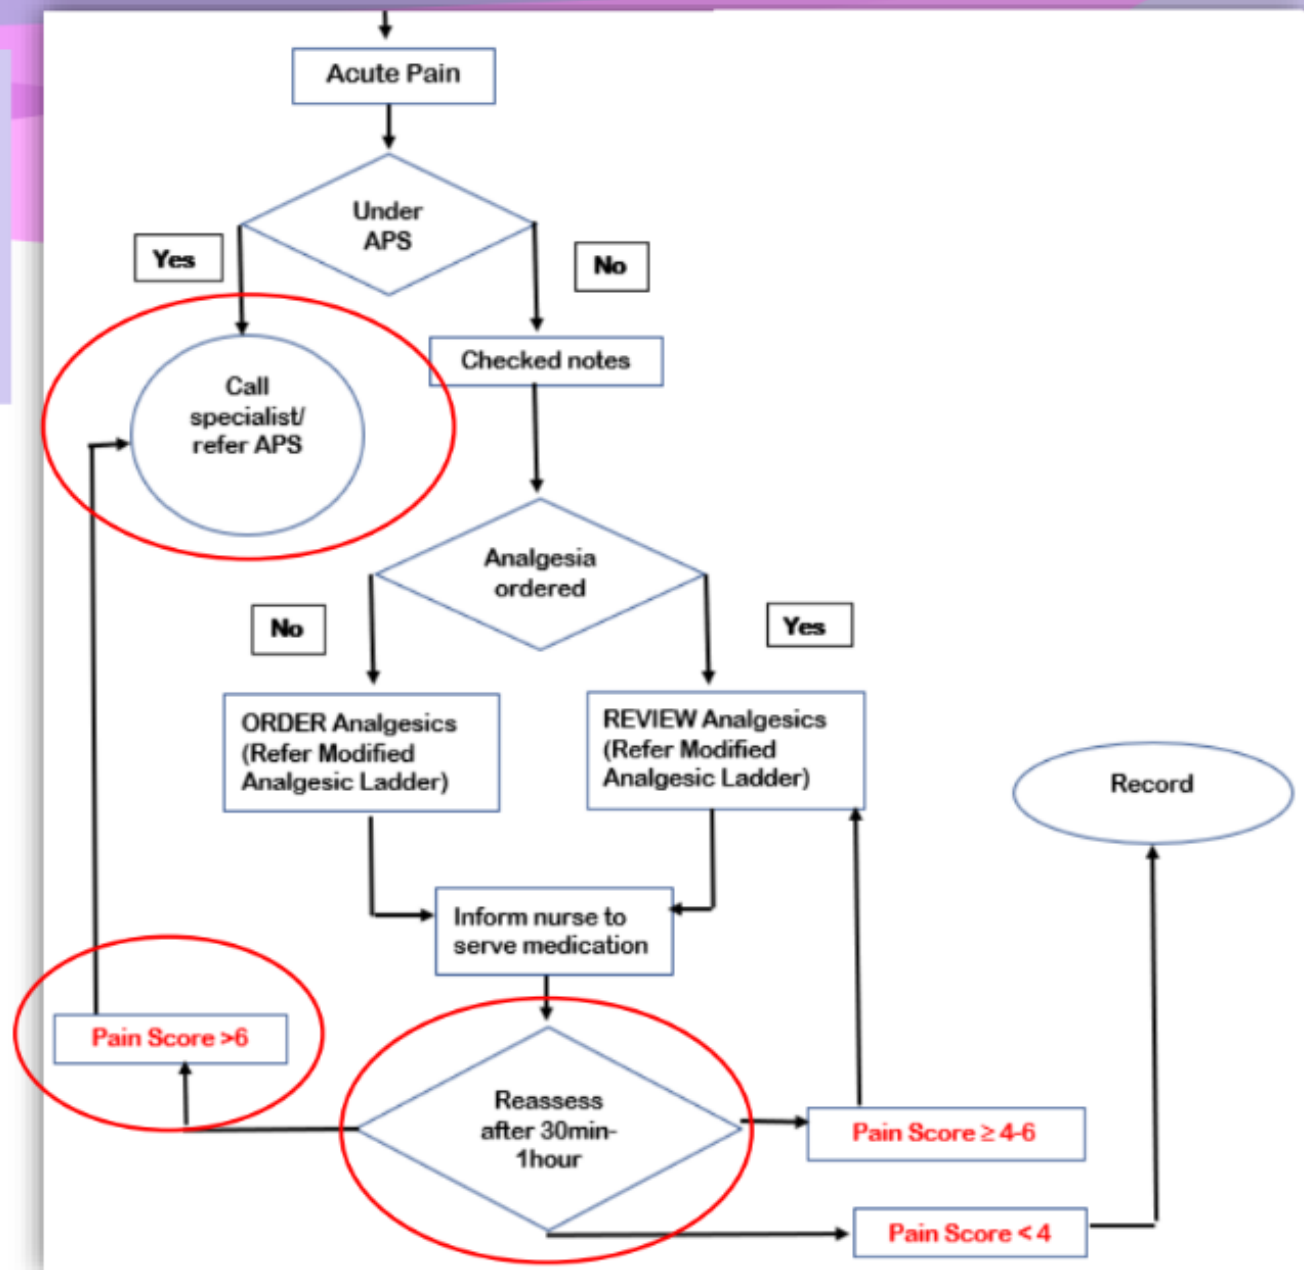 Acute Pain
Under
APS
Yes
No
Call
specialist/
refer APS
Checked notes
Analgesia
ordered
No
Yes
ORDER Analgesics
(Refer Modified
Analgesic Ladder)
REVIEW Analgesics
(Refer Modified
Analgesic Ladder)
Record
Inform nurse to
serve medication
Pain Score >6
Reassess
after 30min-
1hour
Pain Score ≥ 4-6
Pain Score < 4